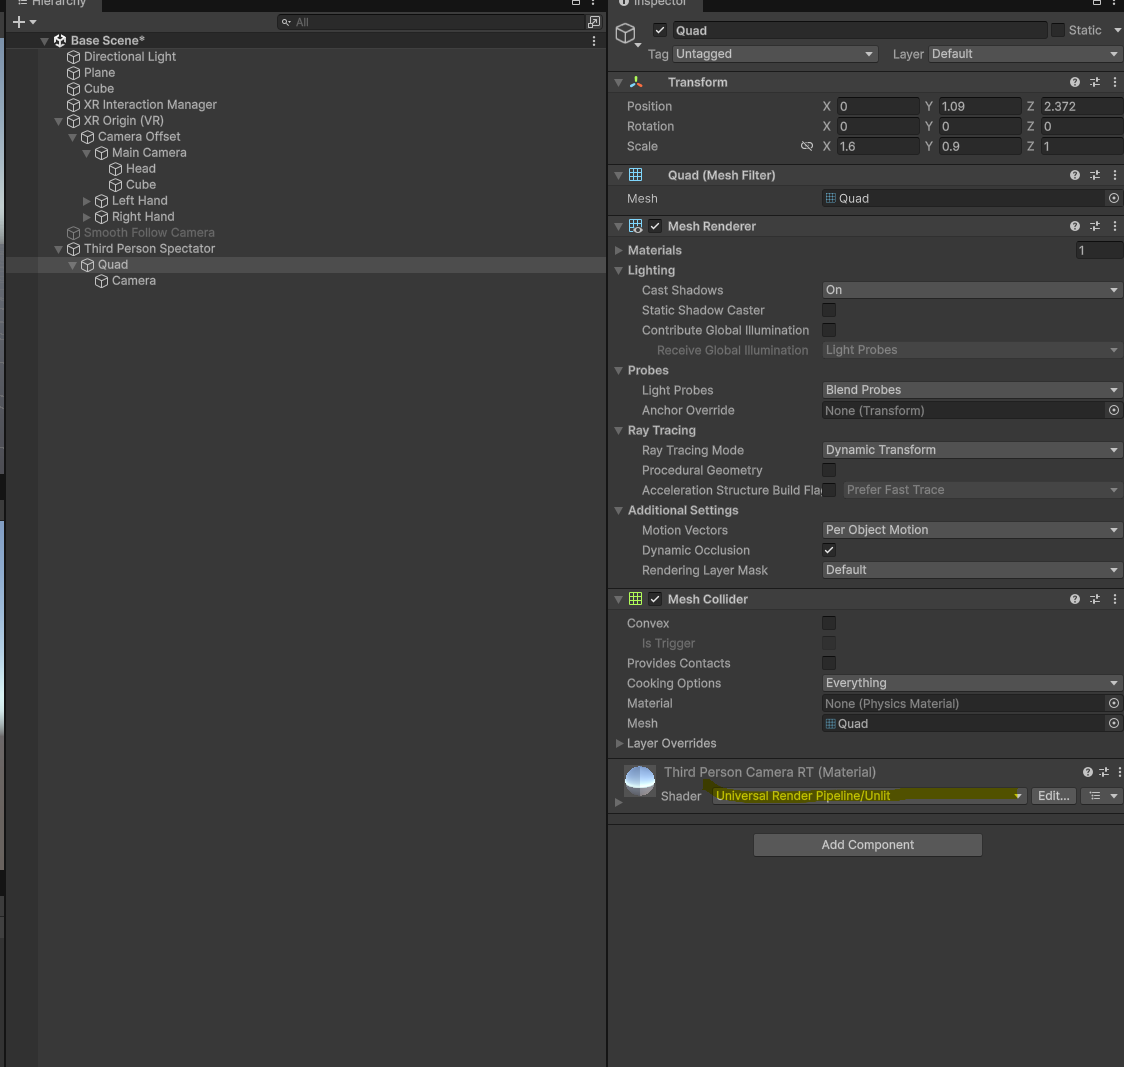 Hierarchy
All
Base Scene*
Directional Light
Plane
Cube
XR Interaction Manager
XR Origin (VR)
Camera Offset
Main Camera
Head
Cube
Left Hand
Right Hand
Smooth Follow Camera
Third Person Spectator
Quad
Camera
Inspector
Quad
Static
Tag Untagged Layer Default
Transform
Position X 0 Y 1.09 Z 2.372
Rotation X 0 Y 0 Z 0
Scale X 1.6 Y 0.9 Z 1
Quad (Mesh Filter)
Mesh Quad
Mesh Renderer
Materials 1
Lighting
Cast Shadows On
Static Shadow Caster
Contribute Global Illumination
Receive Global Illumination Light Probes
Probes
Light Probes Blend Probes
Anchor Override None (Transform)
Ray Tracing
Ray Tracing Mode Dynamic Transform
Procedural Geometry
Acceleration Structure Build Fla Prefer Fast Trace
Additional Settings
Motion Vectors Per Object Motion
Dynamic Occlusion
Rendering Layer Mask Default
Mesh Collider
Convex
Is Trigger
Provides Contacts
Cooking Options Everything
Material None (Physics Material)
Mesh Quad
Layer Overrides
Third Person Camera RT (Material)
Shader Universal Render Pipeline/Unlit Edit...
Add Component